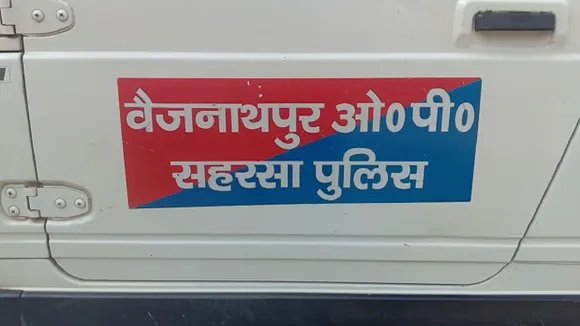 वैजनाथपुर ओ०पी०
सहरसा पुलिस